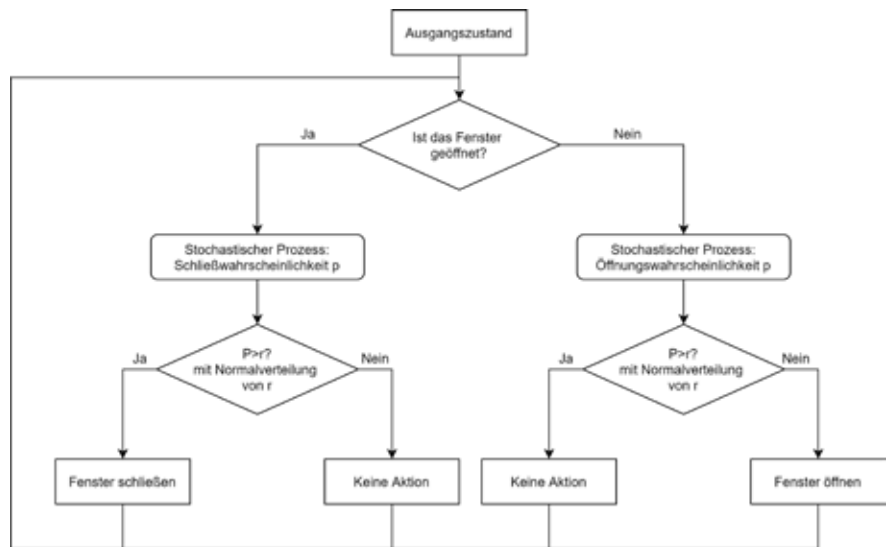 Ausgangszustand
Ist das Fenster
geöffnet?
Ja
Nein
Stochastischer Prozess:
Schließwahrscheinlichkeit p
Stochastischer Prozess:
Öffnungswahrscheinlichkeit p
P>r?
mit Normalverteilung
von r
Ja
Nein
P>r?
mit Normalverteilung
von r
Ja
Nein
Fenster schließen
Keine Aktion
Keine Aktion
Fenster öffnen